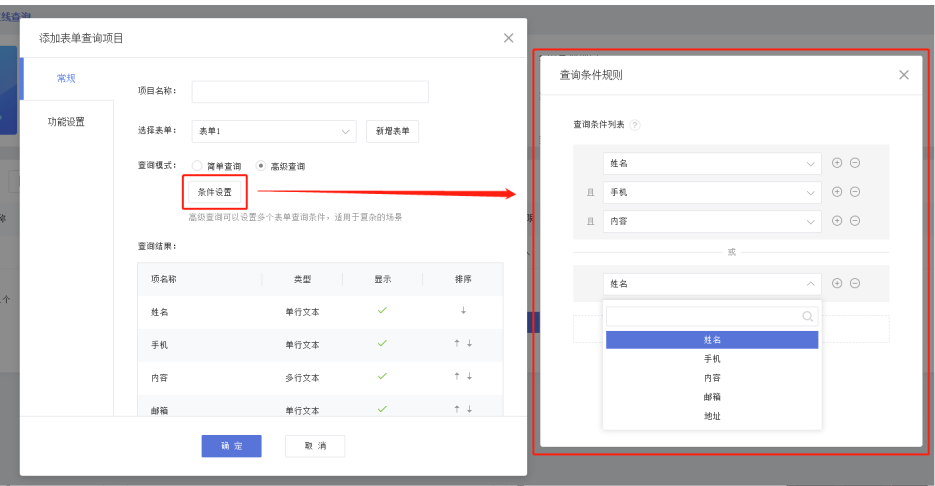 线查询
添加表单查询项目
常规
功能设置
项目名称：
选择表单： 表单1 新增表单
查询模式： 简单查询 高级查询
条件设置
高级查询可以设置多个表单查询条件，适用于复杂的场景
查询结果：
项名称 类型 显示 排序
姓名 单行文本 ↓
手机 单行文本 ↑ ↓
内容 多行文本 ↑ ↓
邮箱 单行文本 ↑ ↓
确 定 取 消
查询条件规则
查询条件列表 ?
姓名
且 手机
且 内容
或
姓名
姓名
手机
内容
邮箱
地址